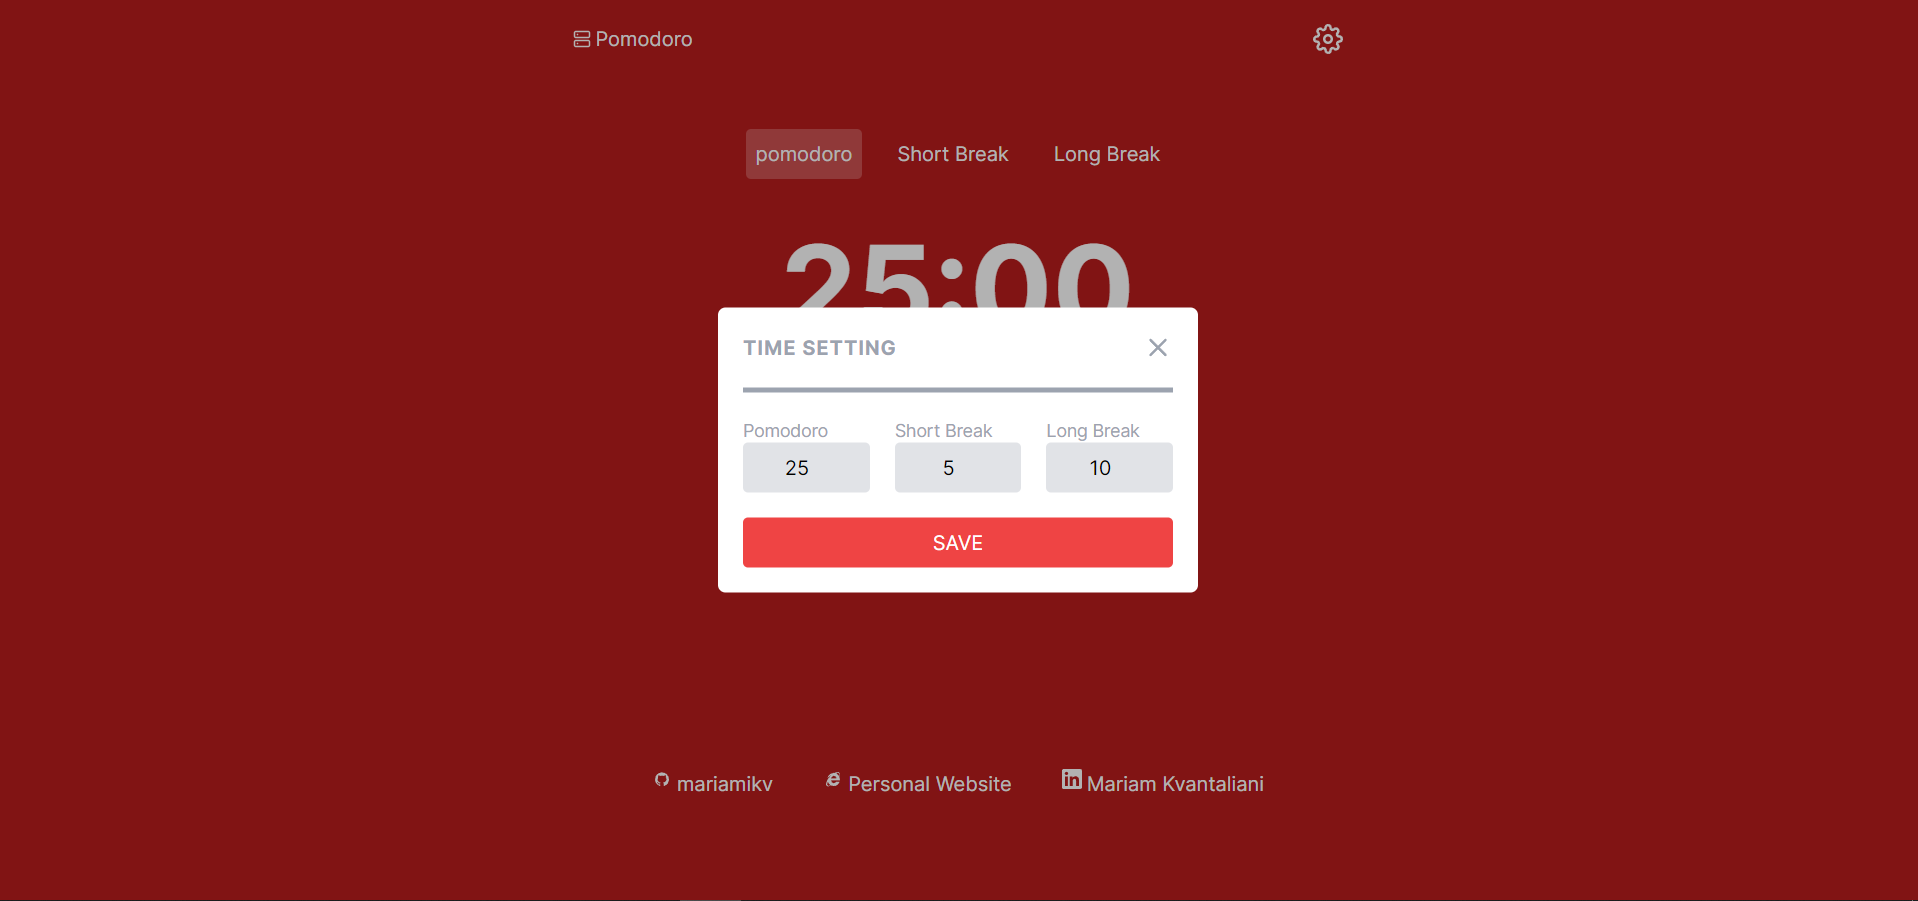 Pomodoro
pomodoro Short Break Long Break
25:00
TIME SETTING
Pomodoro Short Break Long Break
25 5 10
SAVE
mariamikv Personal Website Mariam Kvantaliani